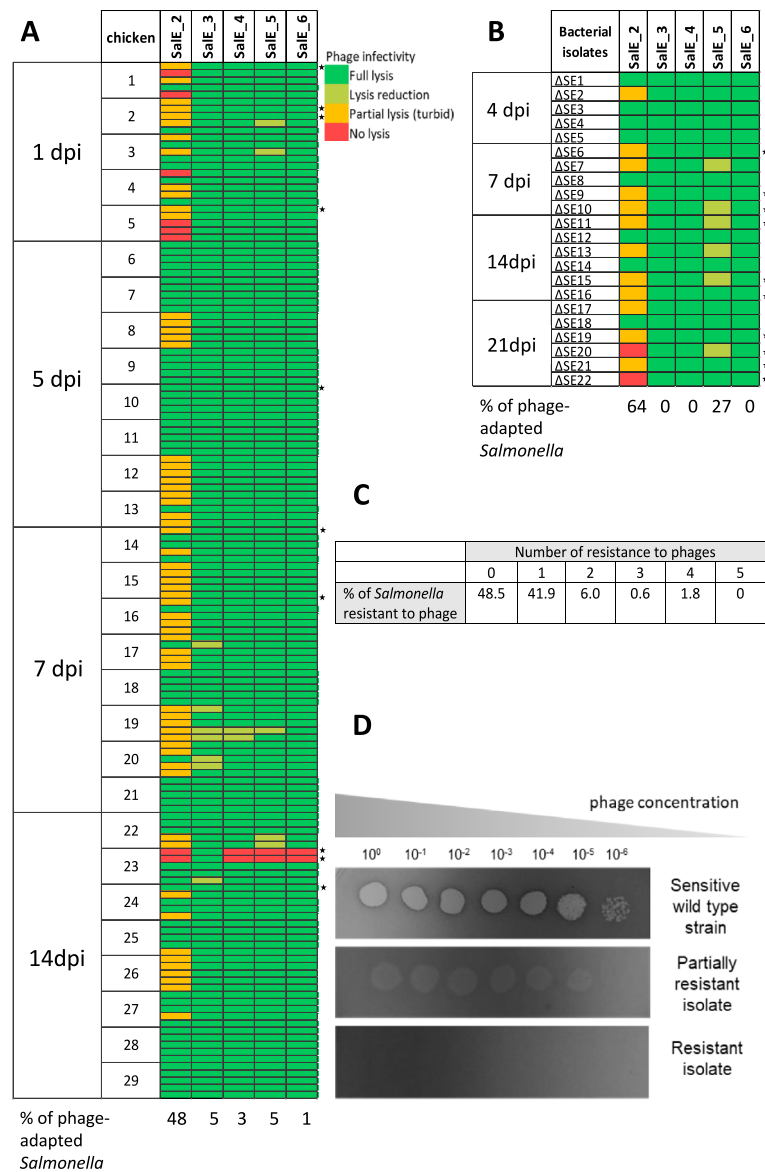 A
chicken
SalE_2
SalE_3
SalE_4
SalE_5
SalE_6
Phage infectivity
Full lysis
Lysis reduction
Partial lysis (turbid)
No lysis
1 dpi
1
2
3
4
5
5 dpi
6
7
8
9
10
11
12
13
7 dpi
14
15
16
17
18
19
20
21
14dpi
22
23
24
25
26
27
28
29
% of phage-
adapted
Salmonella
48 5 3 5 1
B
Bacterial
isolates
SalE_2
SalE_3
SalE_4
SalE_5
SalE_6
4 dpi
ΔSE1
ΔSE2
ΔSE3
ΔSE4
ΔSE5
7 dpi
ΔSE6
ΔSE7
ΔSE8
ΔSE9
ΔSE10
14dpi
ΔSE11
ΔSE12
ΔSE13
ΔSE14
ΔSE15
ΔSE16
21dpi
ΔSE17
ΔSE18
ΔSE19
ΔSE20
ΔSE21
ΔSE22
% of phage-
adapted
Salmonella
64 0 0 27 0
C
Number of resistance to phages
0 1 2 3 4 5
% of Salmonella
resistant to phage
48.5 41.9 6.0 0.6 1.8 0
D
phage concentration
10⁰ 10⁻¹ 10⁻² 10⁻³ 10⁻⁴ 10⁻⁵ 10⁻⁶
Sensitive
wild type
strain
Partially
resistant
isolate
Resistant
isolate